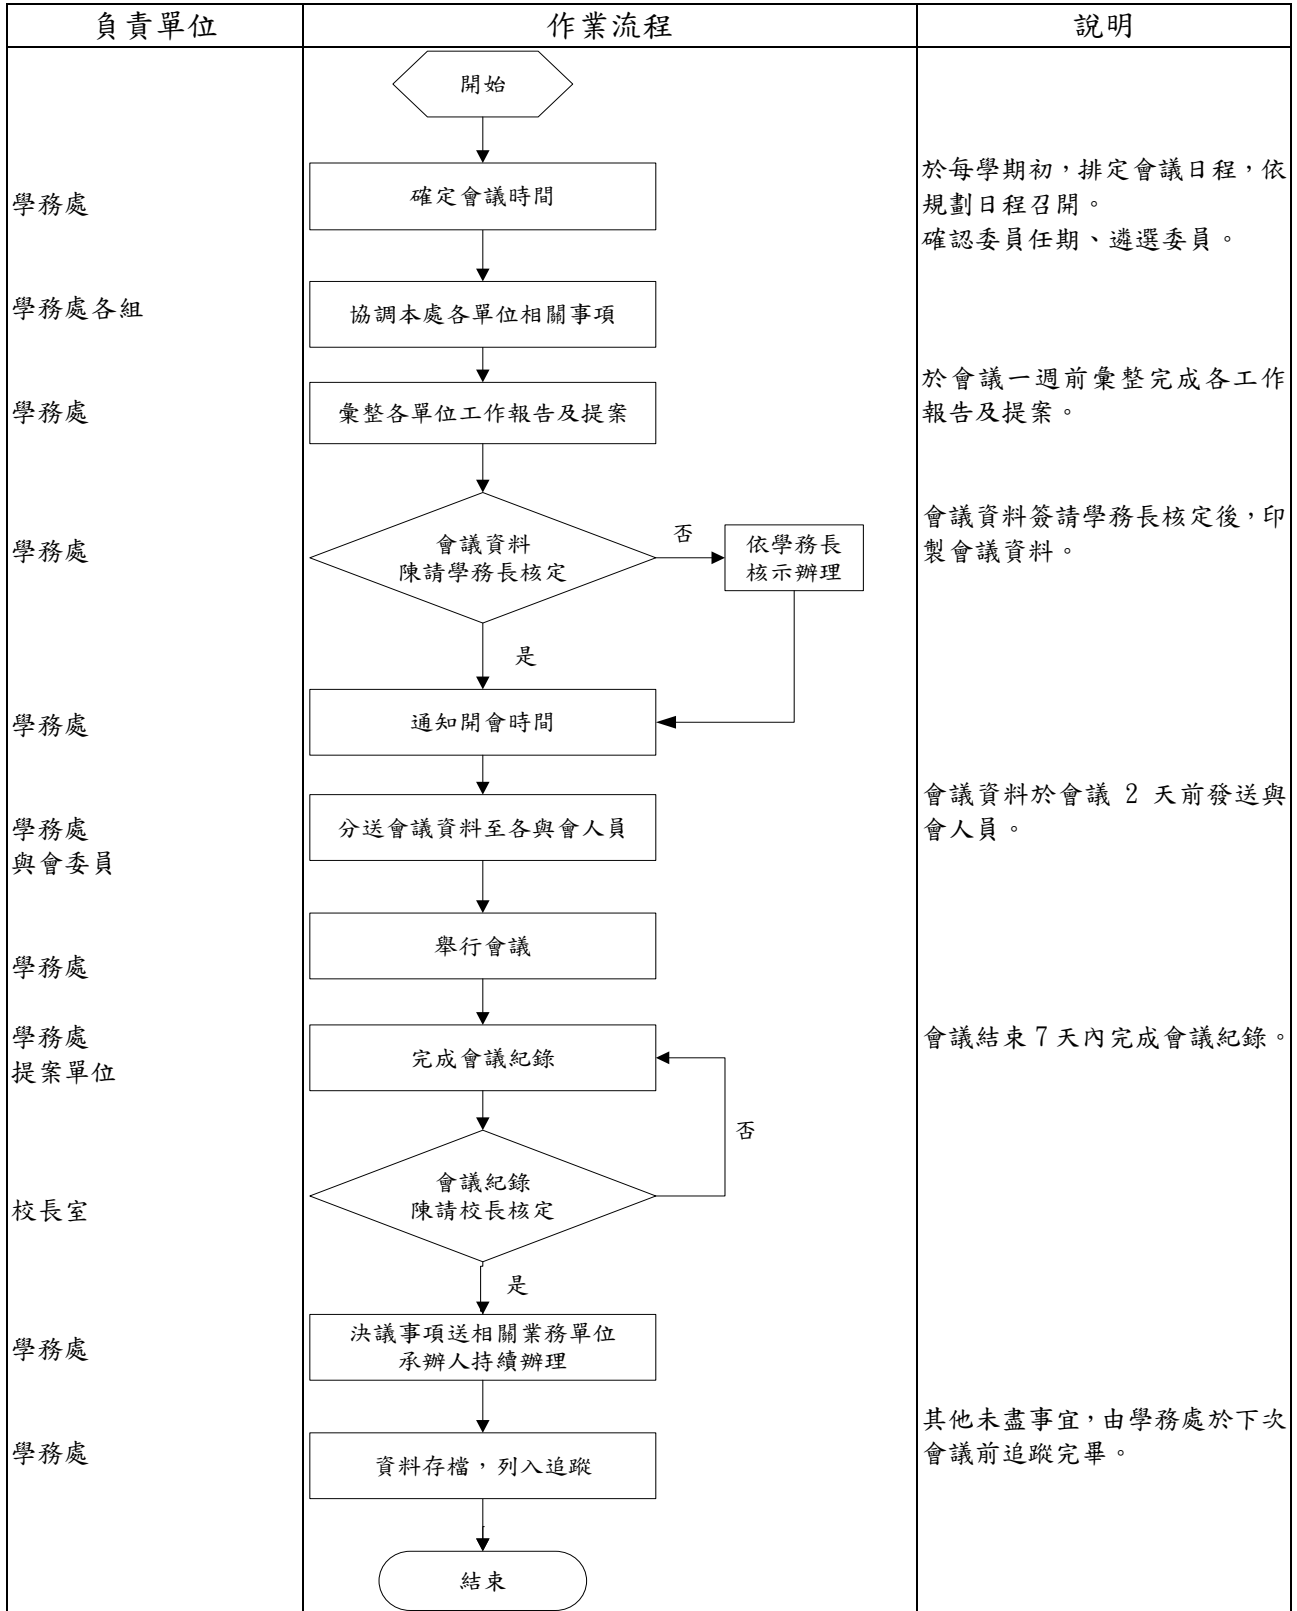 負責單位
作業流程
說明
開始
學務處
確定會議時間
於每學期初，排定會議日程，依
規劃日程召開。
確認委員任期、遴選委員。
學務處各組
協調本處各單位相關事項
學務處
彙整各單位工作報告及提案
於會議一週前彙整完成各工作
報告及提案。
學務處
會議資料
陳請學務長核定
否
依學務長
核示辦理
會議資料簽請學務長核定後，印
製會議資料。
是
學務處
通知開會時間
學務處
與會委員
分送會議資料至各與會人員
會議資料於會議 2 天前發送與
會人員。
學務處
舉行會議
學務處
提案單位
完成會議紀錄
會議結束 7 天內完成會議紀錄。
否
校長室
會議紀錄
陳請校長核定
是
學務處
決議事項送相關業務單位
承辦人持續辦理
學務處
資料存檔，列入追蹤
其他未盡事宜，由學務處於下次
會議前追蹤完畢。
結束